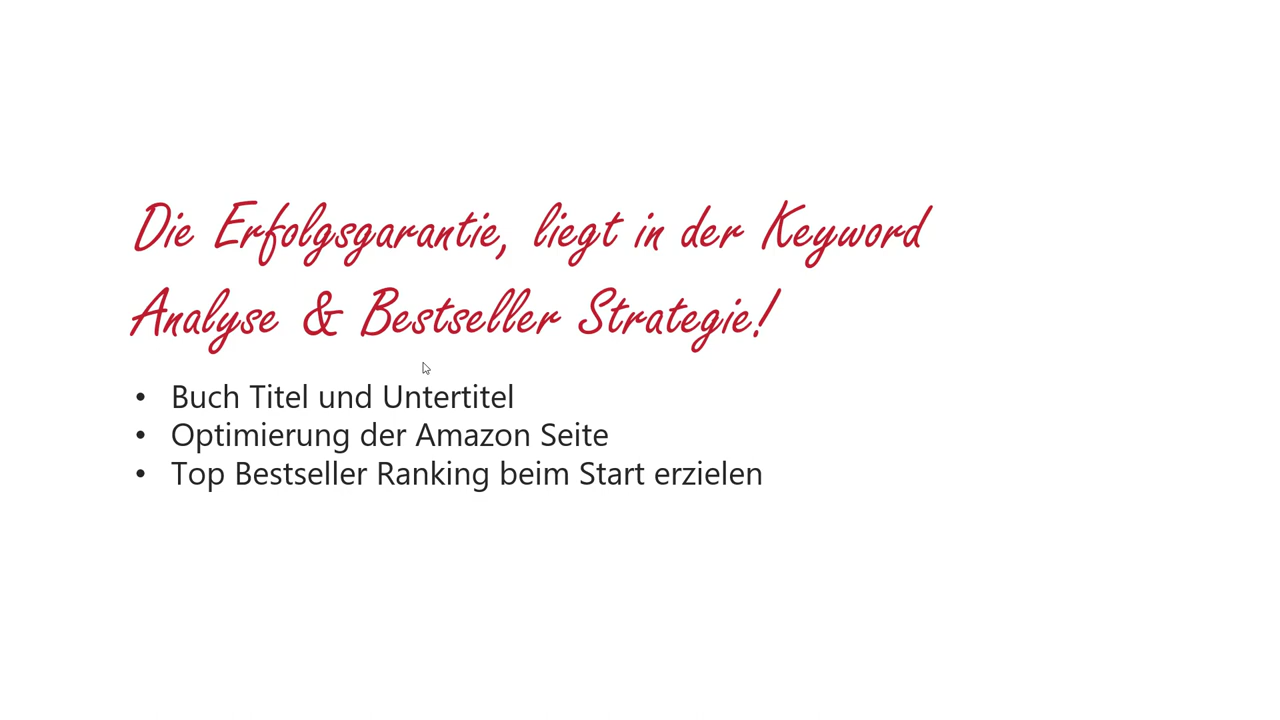 Die Erfolgsgarantie, liegt in der Keyword
Analyse & Bestseller Strategie!
• Buch Titel und Untertitel
• Optimierung der Amazon Seite
• Top Bestseller Ranking beim Start erzielen